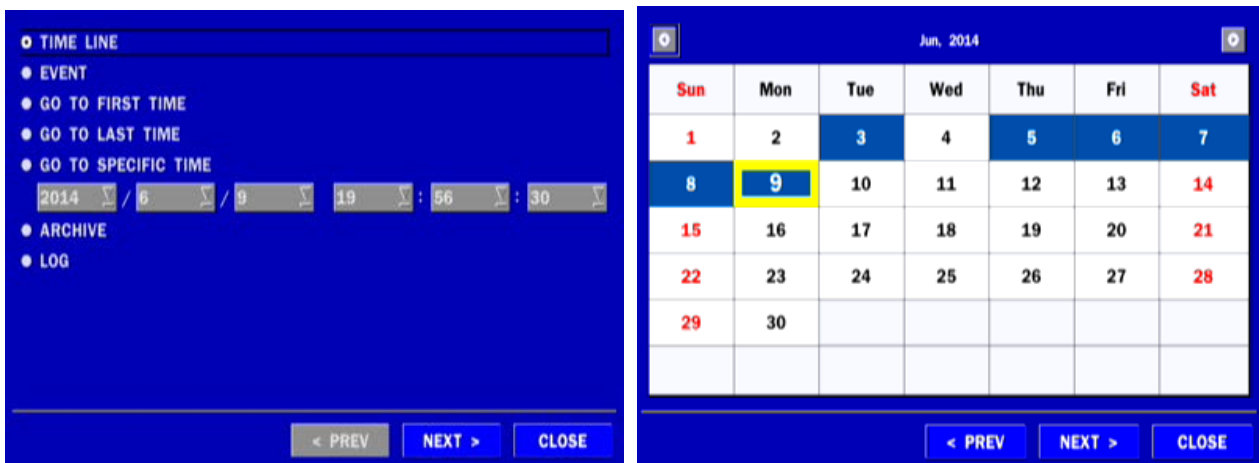 TIME LINE
EVENT
GO TO FIRST TIME
GO TO LAST TIME
GO TO SPECIFIC TIME
2014 / 6 / 9 19 : 56 : 30
ARCHIVE
LOG
< PREV NEXT > CLOSE
Jun, 2014
Sun Mon Tue Wed Thu Fri Sat
1 2 3 4 5 6 7
8 9 10 11 12 13 14
15 16 17 18 19 20 21
22 23 24 25 26 27 28
29 30
< PREV NEXT > CLOSE